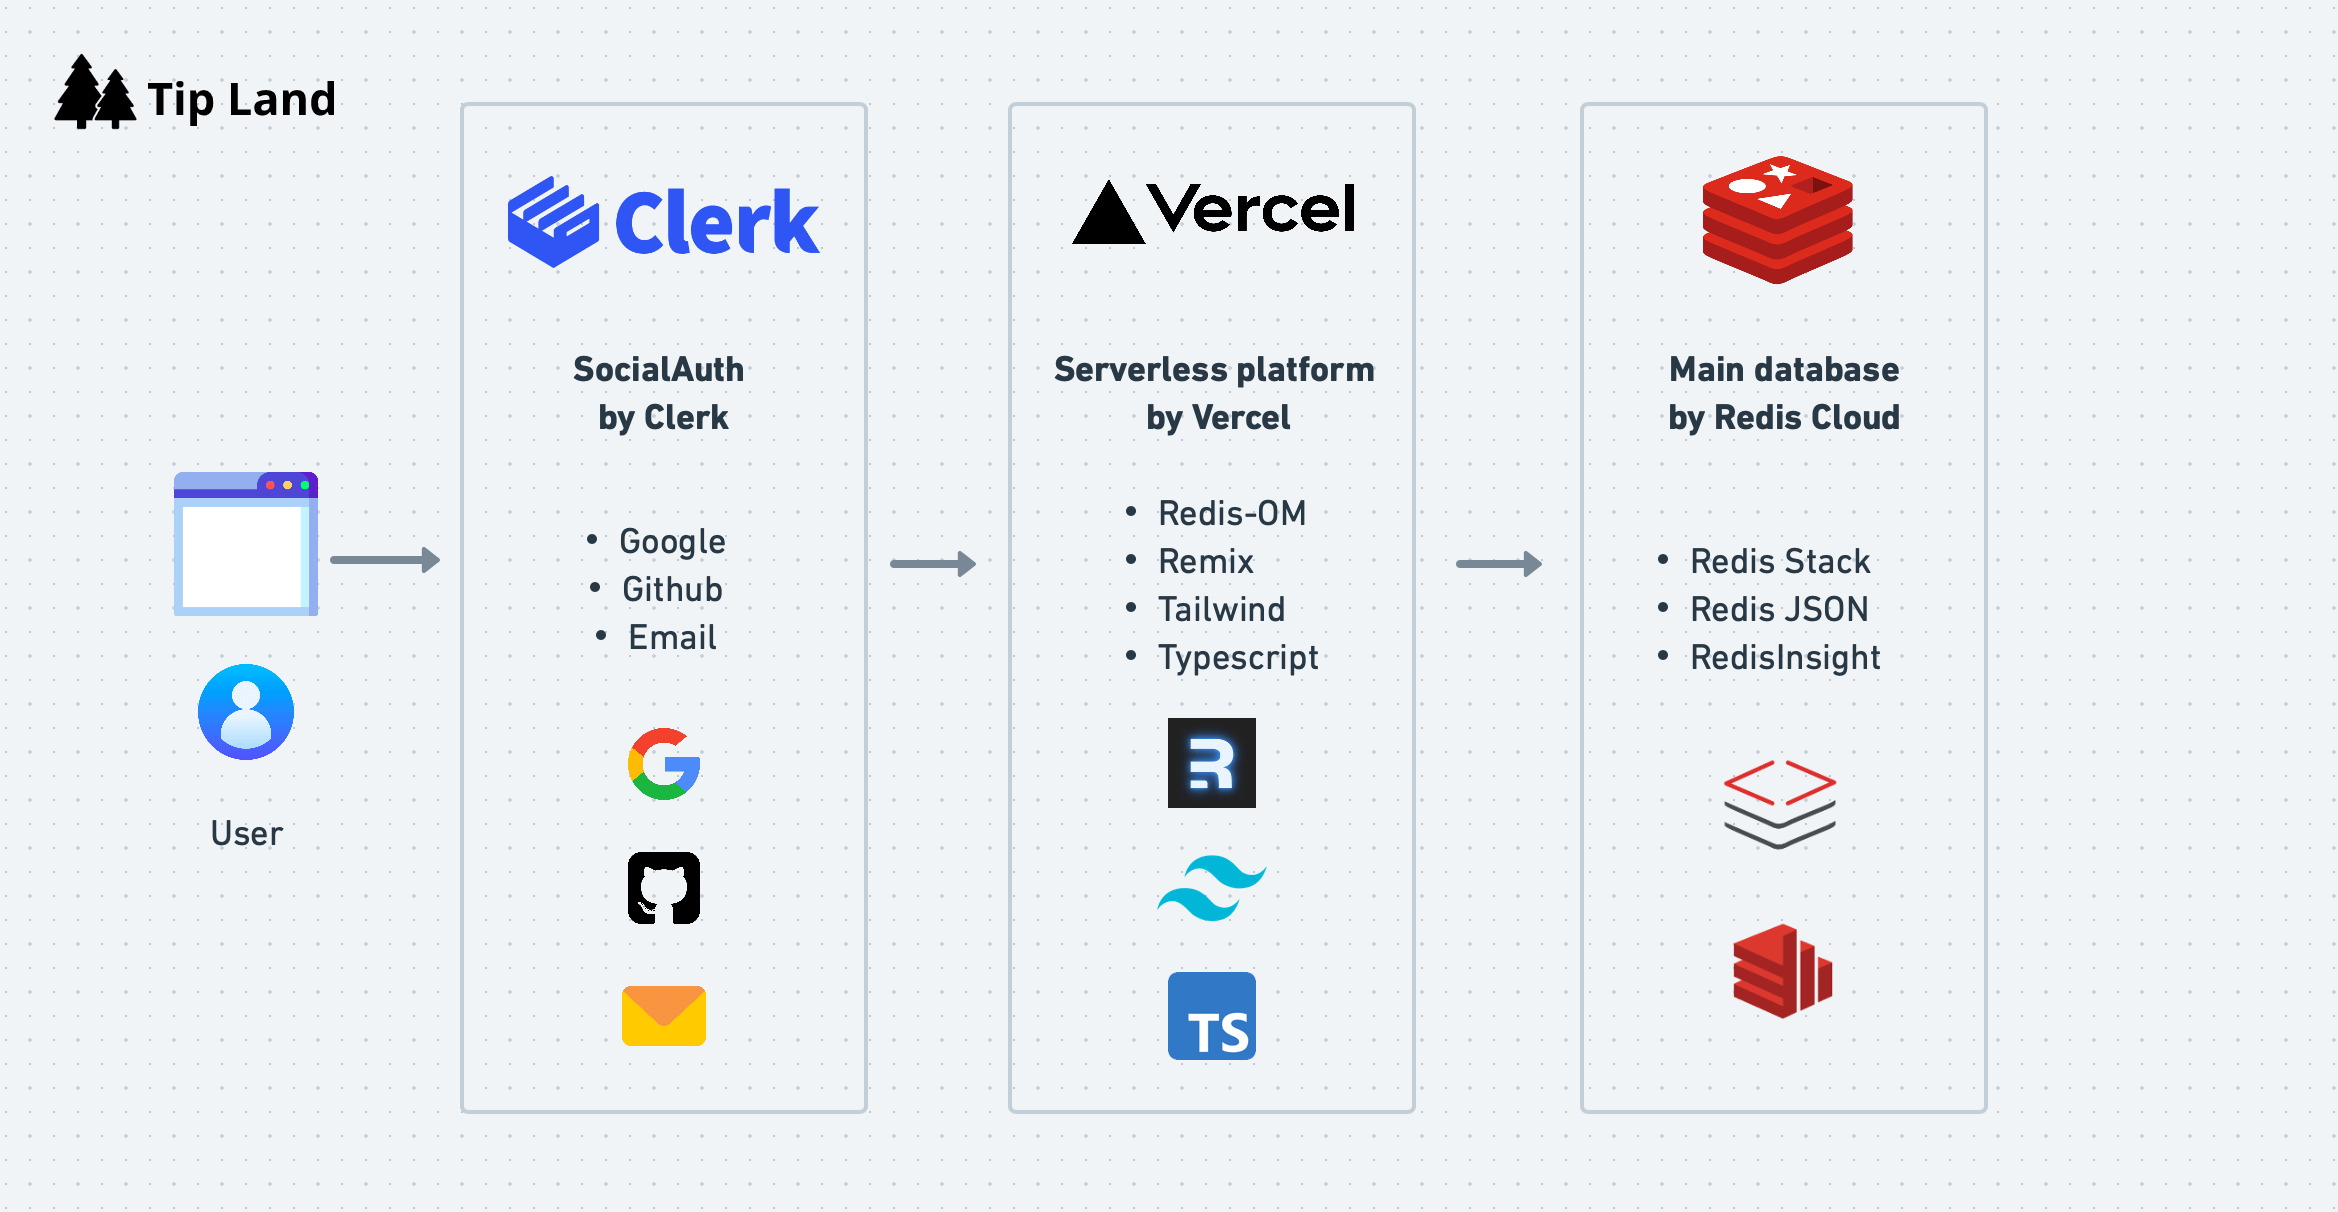 Tip Land
Clerk
SocialAuth
by Clerk
• Google
• Github
• Email
Vercel
Serverless platform
by Vercel
• Redis-OM
• Remix
• Tailwind
• Typescript
TS
Main database
by Redis Cloud
• Redis Stack
• Redis JSON
• RedisInsight
User